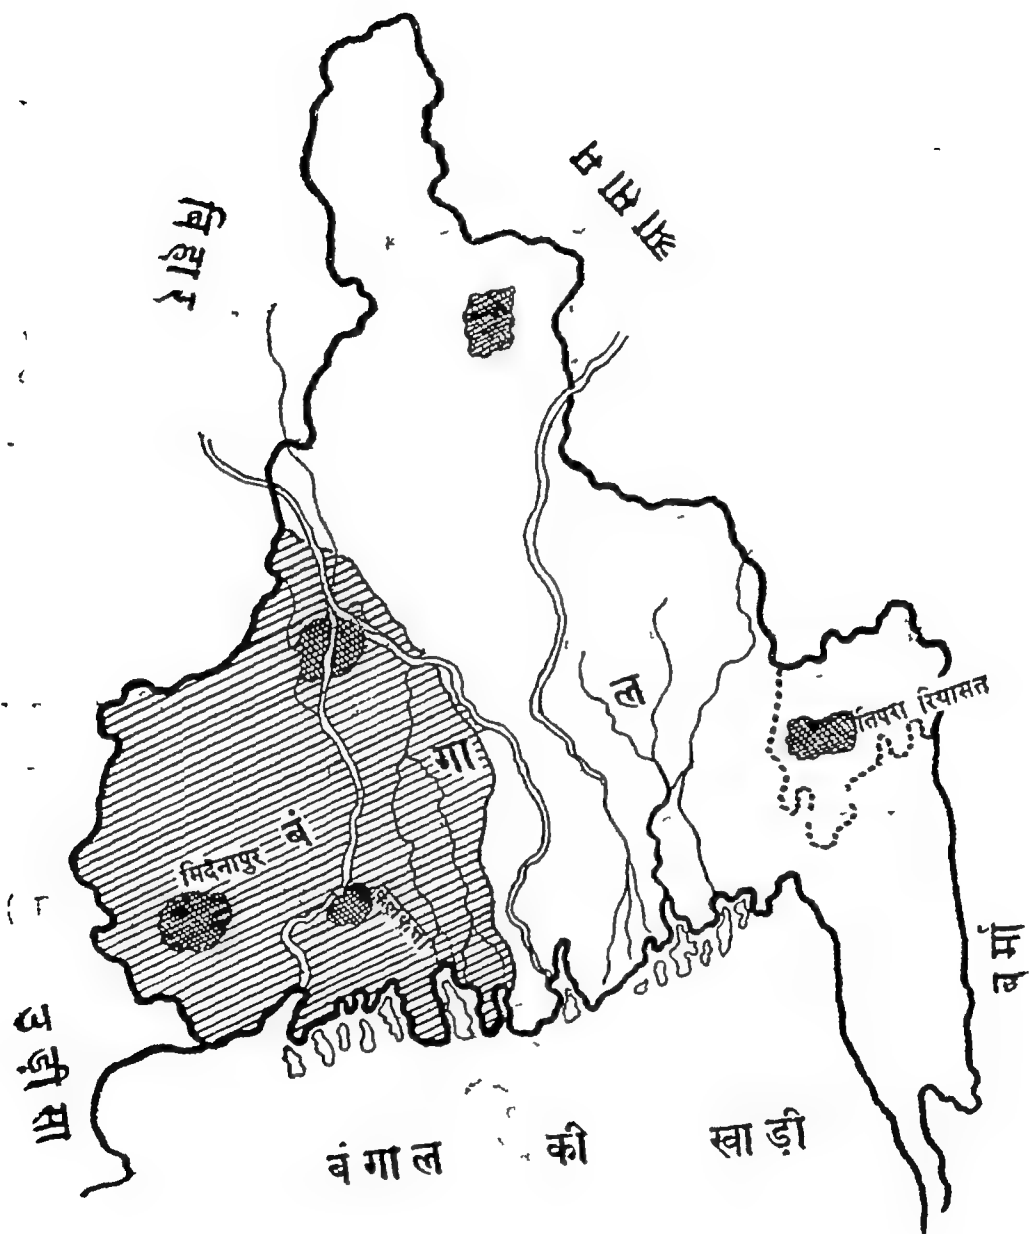 बिहार
आसाम
ल
तिपरा रियासत
गा
बं
मिदनापुर
बर्मा
उड़ीसा
बंगाल की खाड़ी